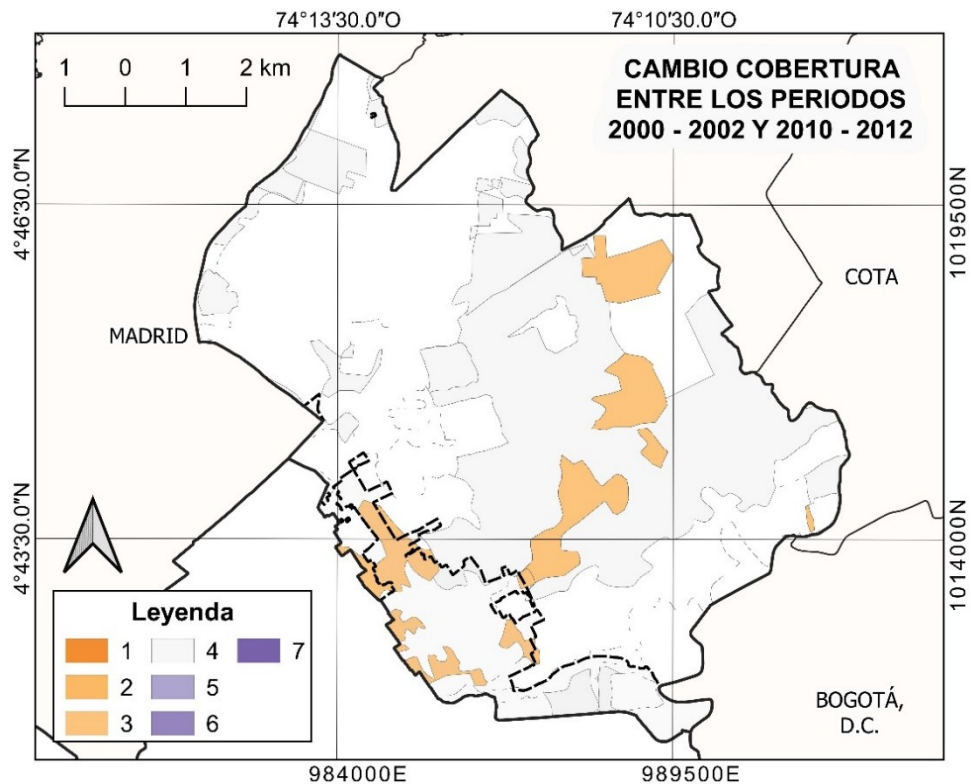 74°13′30.0″O
74°10′30.0″O
1 0 1 2 km
CAMBIO COBERTURA
ENTRE LOS PERIODOS
2000 - 2002 Y 2010 - 2012
4°46′30.0″N
1019500N
COTA
MADRID
4°43′30.0″N
1014000N
Leyenda
1 4 7
2 5
3 6
BOGOTÁ,
D.C.
984000E
989500E